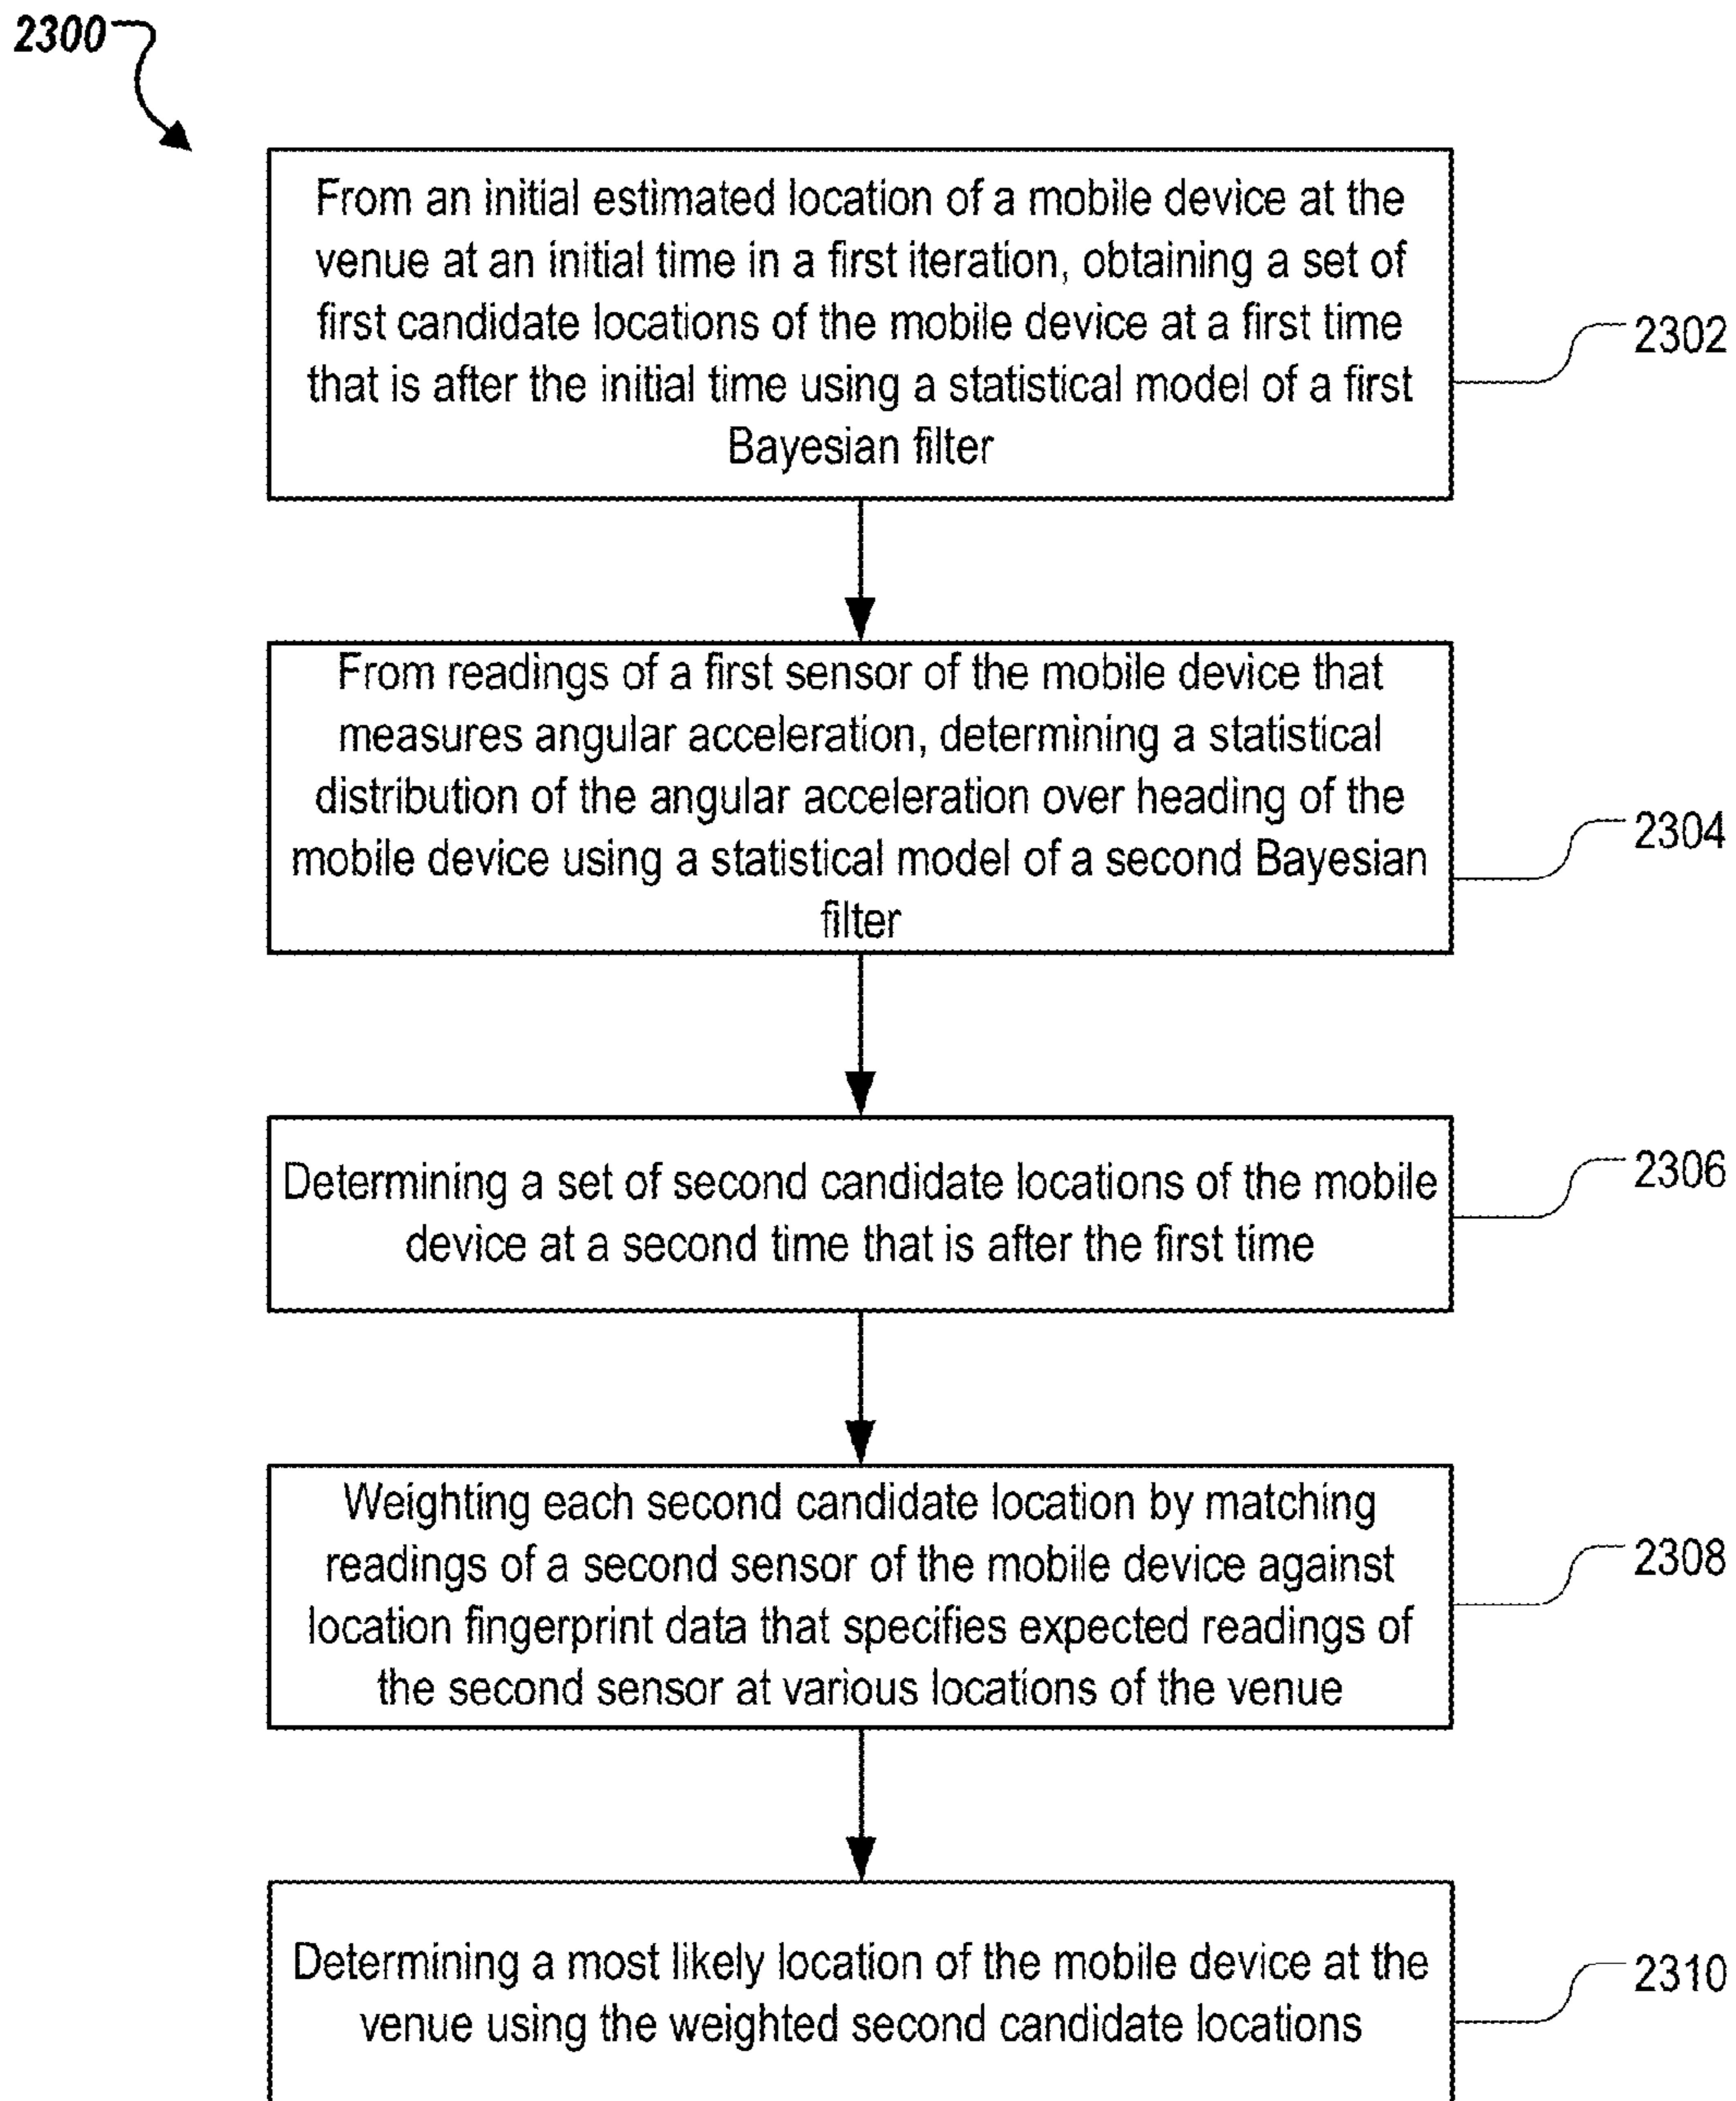 2300
From an initial estimated location of a mobile device at the
venue at an initial time in a first iteration, obtaining a set of
first candidate locations of the mobile device at a first time
that is after the initial time using a statistical model of a first
Bayesian filter
2302
From readings of a first sensor of the mobile device that
measures angular acceleration, determining a statistical
distribution of the angular acceleration over heading of the
mobile device using a statistical model of a second Bayesian
filter
2304
Determining a set of second candidate locations of the mobile
device at a second time that is after the first time
2306
Weighting each second candidate location by matching
readings of a second sensor of the mobile device against
location fingerprint data that specifies expected readings of
the second sensor at various locations of the venue
2308
Determining a most likely location of the mobile device at the
venue using the weighted second candidate locations
2310